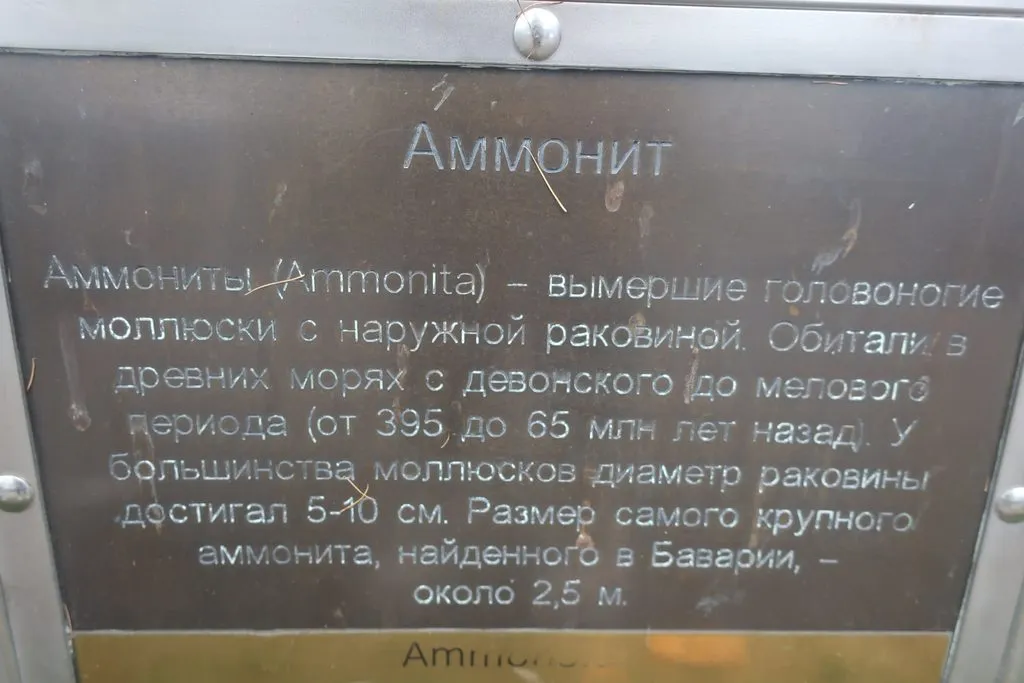 Аммонит
Аммониты (Ammonita) – вымершие головоногие
моллюски с наружной раковиной. Обитали в
древних морях с девонского до мелового
периода (от 395 до 65 млн лет назад). У
большинства моллюсков диаметр раковины
достигал 5-10 см. Размер самого крупного
аммонита, найденного в Баварии, –
около 2,5 м.